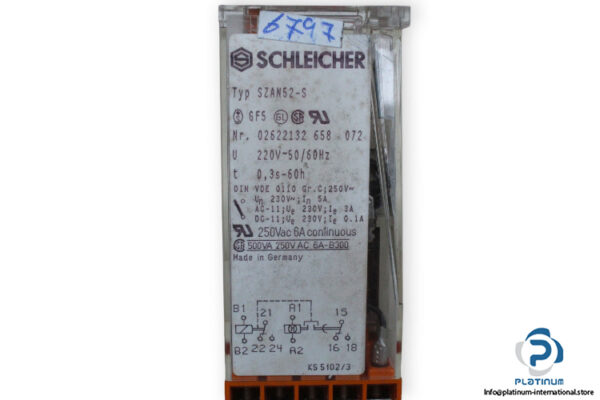 6797
SCHLEICHER
Typ SZAN52-S
GF5
Nr. 02622132 658 072
U 220V~50/60Hz
t 0,3s-60h
DIN VDE 0110 Gr.C;250V~
Un 230V~;In 5A
AC-11;Ue 230V;Ie 3A
DC-11;Ue 230V;Ie 0.1A
250Vac 6A continuous
500VA 250V AC 6A-B300
Made in Germany
B1 21 A1 15
B2 22 24 A2 16 18
KS 5102/3
PLATINUM
http://platinum-international.store